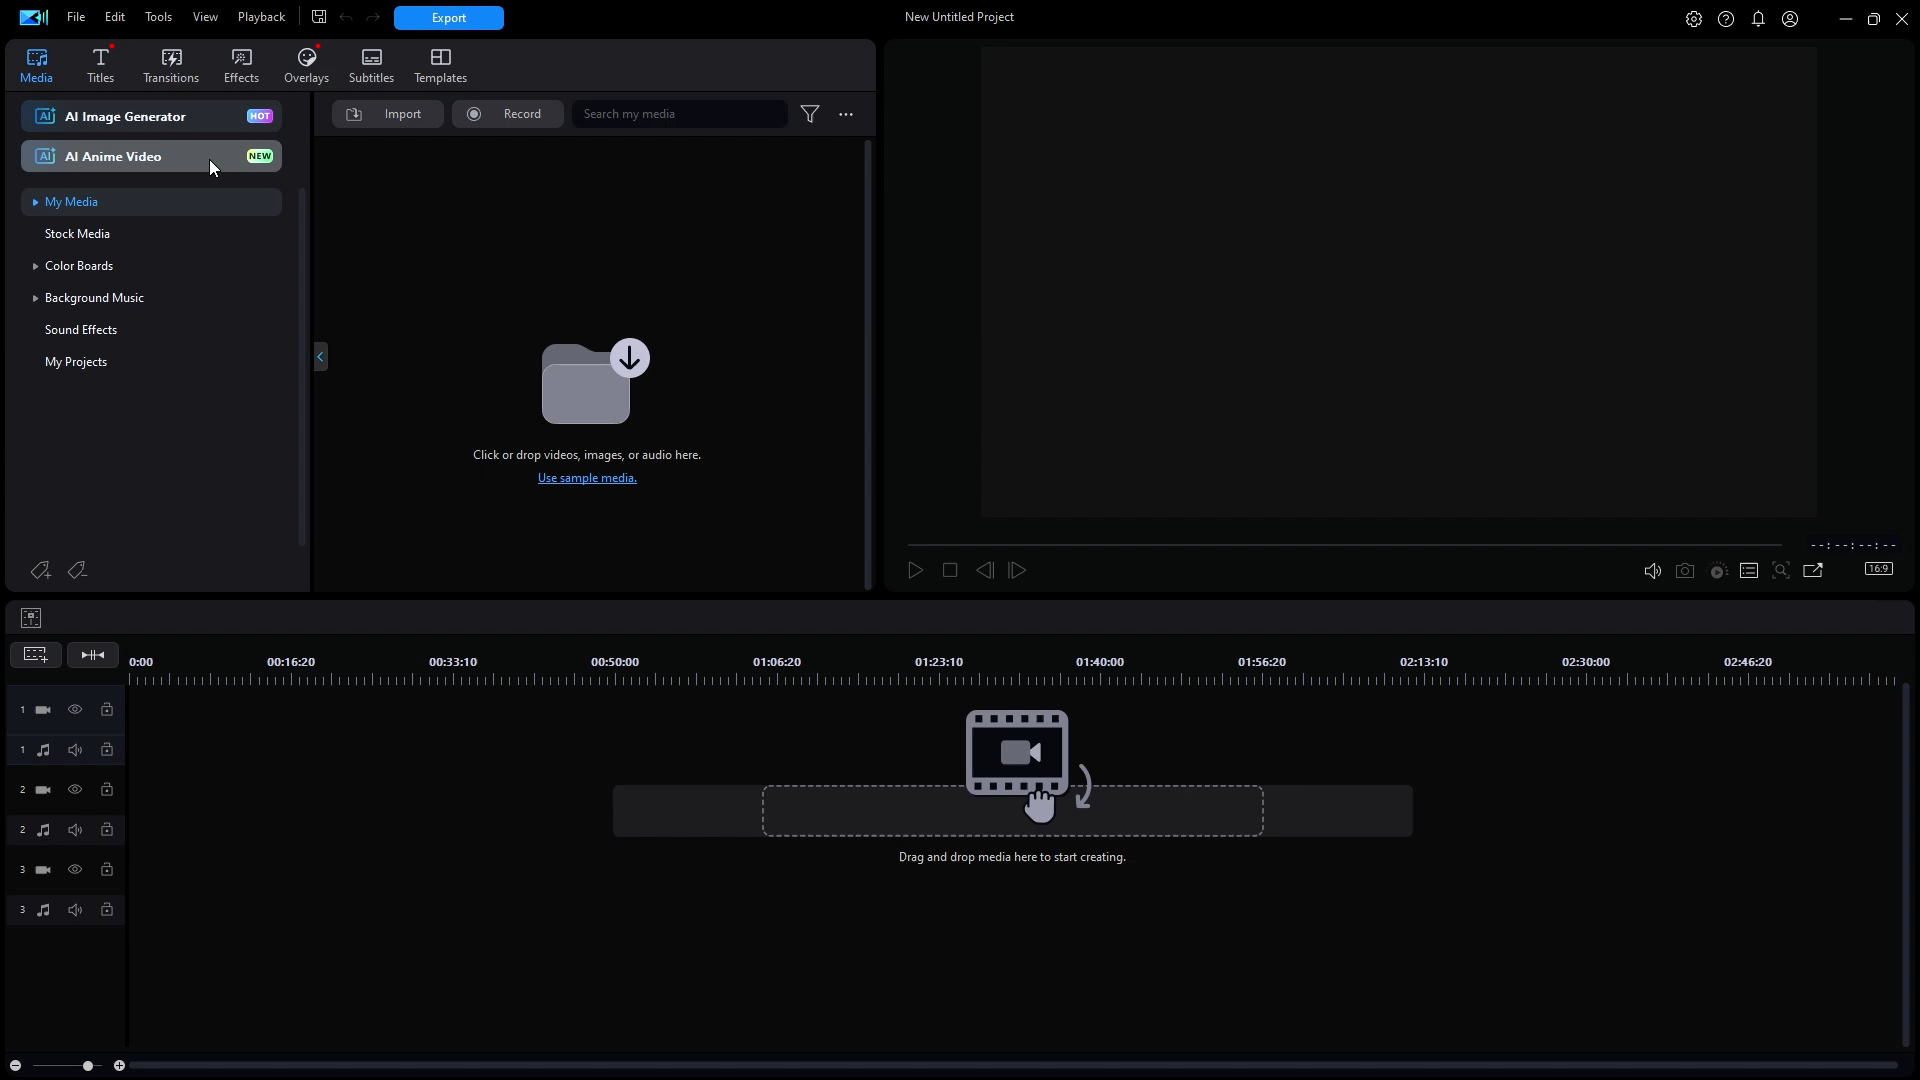 File Edit Tools View Playback Export New Untitled Project
Media Titles Transitions Effects Overlays Subtitles Templates
AI AI Image Generator HOT
AI AI Anime Video NEW
Import Record Search my media
My Media
Stock Media
Color Boards
Background Music
Sound Effects
My Projects
Click or drop videos, images, or audio here.
Use sample media.
--:--:--:--
16:9
0:00 00:16:20 00:33:10 00:50:00 01:06:20 01:23:10 01:40:00 01:56:20 02:13:10 02:30:00 02:46:20
1
1
2
2
3
3
Drag and drop media here to start creating.